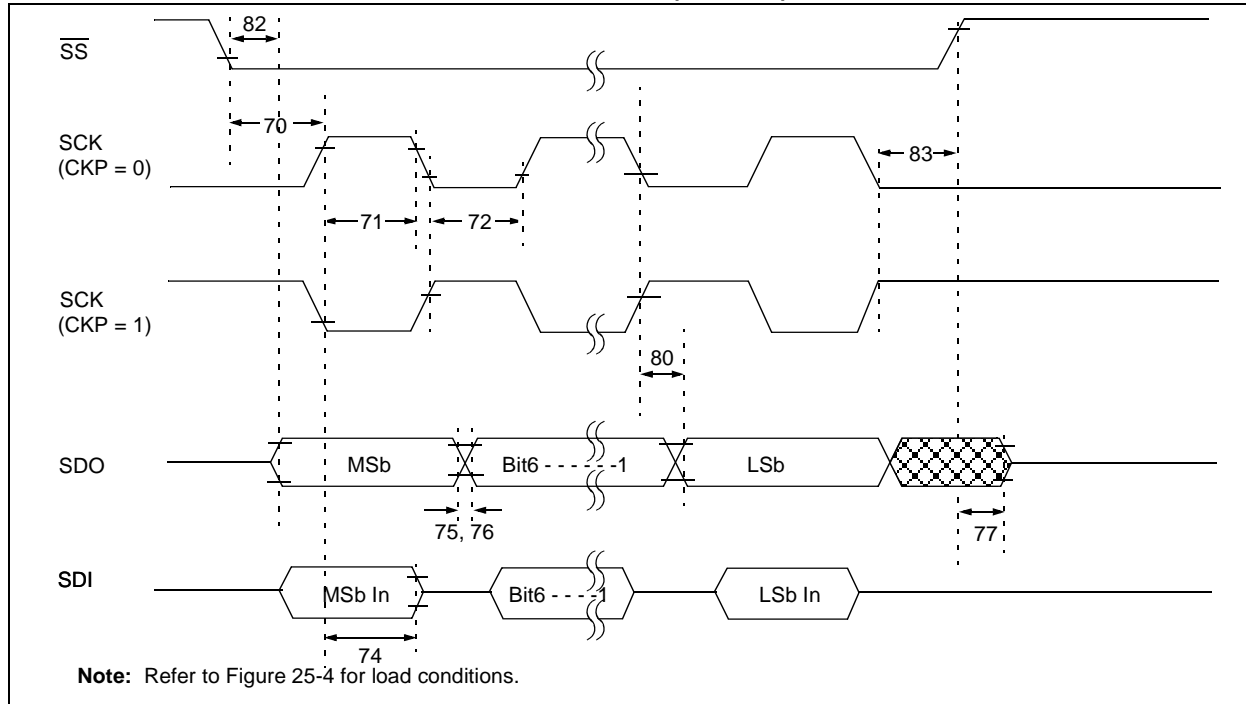 82
SS
70
SCK
(CKP = 0)
83
71
72
SCK
(CKP = 1)
80
SDO
MSb
Bit6 - - - - - -1
LSb
75, 76
77
SDI
MSb In
Bit6 - - - -1
LSb In
74
Note: Refer to Figure 25-4 for load conditions.